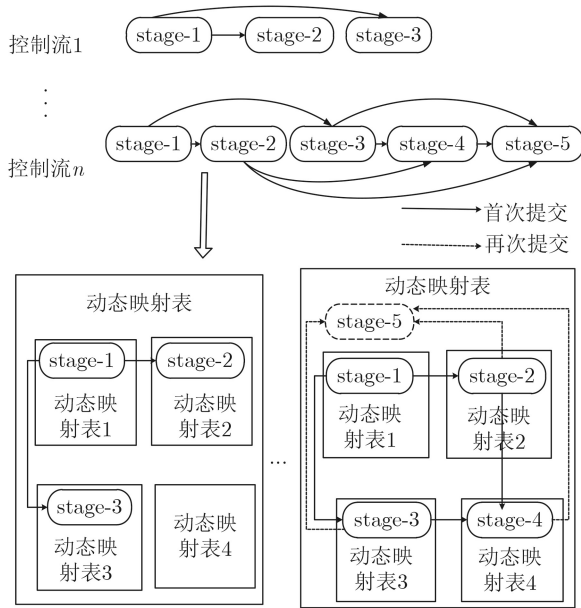 控制流1
stage-1
stage-2
stage-3
⋮
控制流n
stage-1
stage-2
stage-3
stage-4
stage-5
首次提交
再次提交
动态映射表
stage-1
stage-2
动态映
射表1
动态映
射表2
stage-3
动态映
射表3
动态映
射表4
...
动态映射表
stage-5
stage-1
stage-2
动态映
射表1
动态映
射表2
stage-3
stage-4
动态映
射表3
动态映
射表4